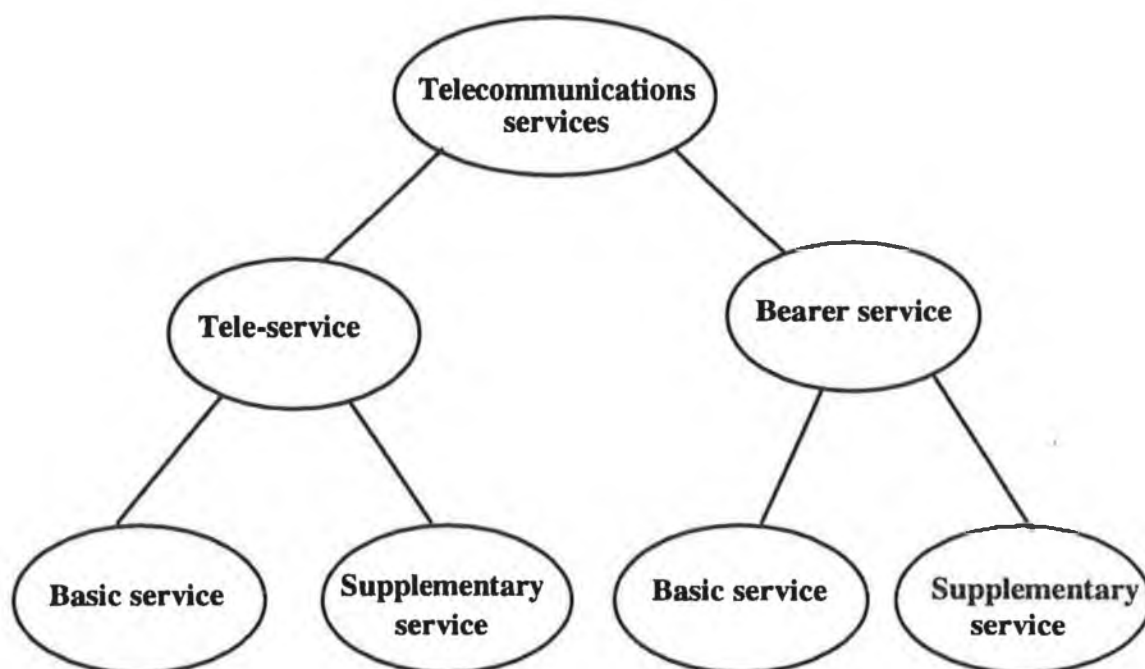 Telecommunications
services
Tele-service
Bearer service
Basic service
Supplementary
service
Basic service
Supplementary
service